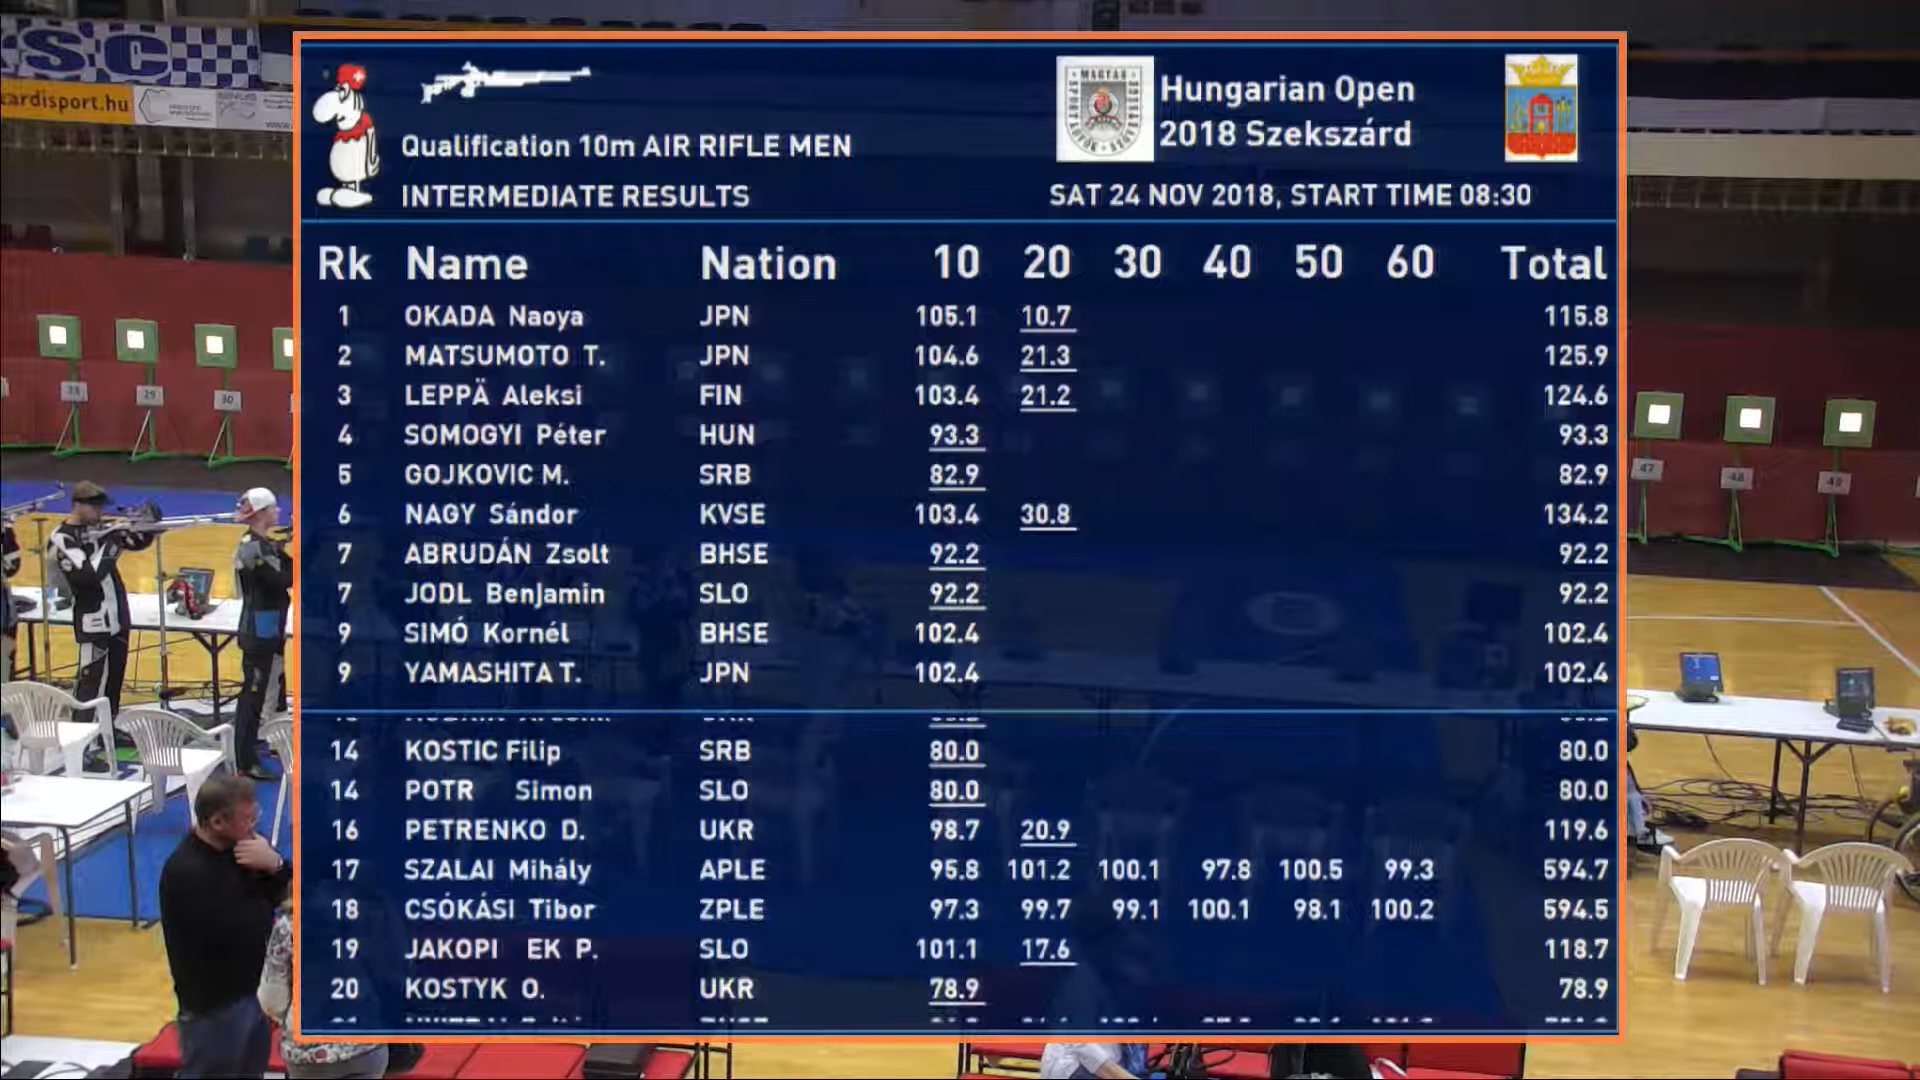 SC
ardisport.hu
Qualification 10m AIR RIFLE MEN
INTERMEDIATE RESULTS
MAGYAR
Hungarian Open
2018 Szekszárd
SAT 24 NOV 2018, START TIME 08:30
Rk Name Nation 10 20 30 40 50 60 Total
1 OKADA Naoya JPN 105.1 10.7 115.8
2 MATSUMOTO T. JPN 104.6 21.3 125.9
3 LEPPÄ Aleksi FIN 103.4 21.2 124.6
4 SOMOGYI Péter HUN 93.3 93.3
5 GOJKOVIC M. SRB 82.9 82.9
6 NAGY Sándor KVSE 103.4 30.8 134.2
7 ABRUDÁN Zsolt BHSE 92.2 92.2
7 JODL Benjamin SLO 92.2 92.2
9 SIMÓ Kornél BHSE 102.4 102.4
9 YAMASHITA T. JPN 102.4 102.4
14 KOSTIC Filip SRB 80.0 80.0
14 POTR Simon SLO 80.0 80.0
16 PETRENKO D. UKR 98.7 20.9 119.6
17 SZALAI Mihály APLE 95.8 101.2 100.1 97.8 100.5 99.3 594.7
18 CSÓKÁSI Tibor ZPLE 97.3 99.7 99.1 100.1 98.1 100.2 594.5
19 JAKOPI EK P. SLO 101.1 17.6 118.7
20 KOSTYK O. UKR 78.9 78.9
29
30
47
48
49